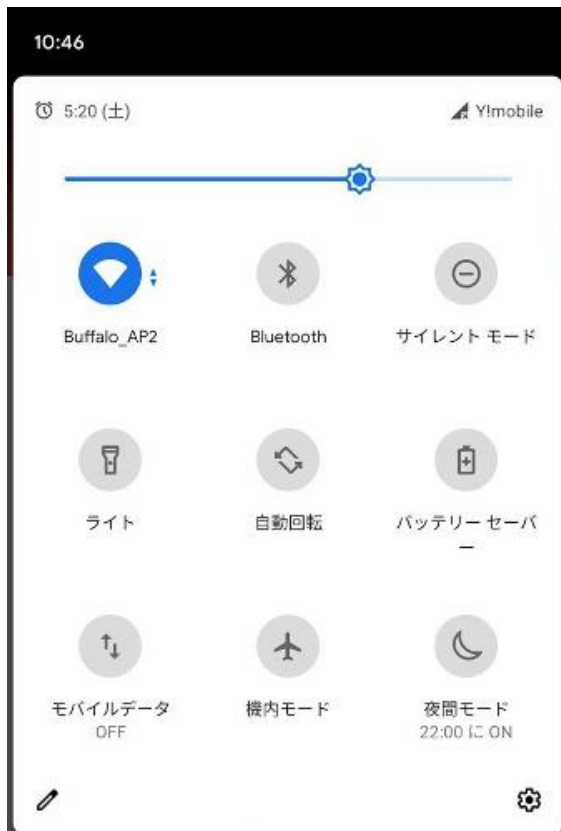 10:46
5:20 (土)
Y!mobile
Buffalo_AP2
Bluetooth
サイレント モード
ライト
自動回転
バッテリー セーバ
ー
モバイルデータ
OFF
機内モード
夜間モード
22:00 に ON